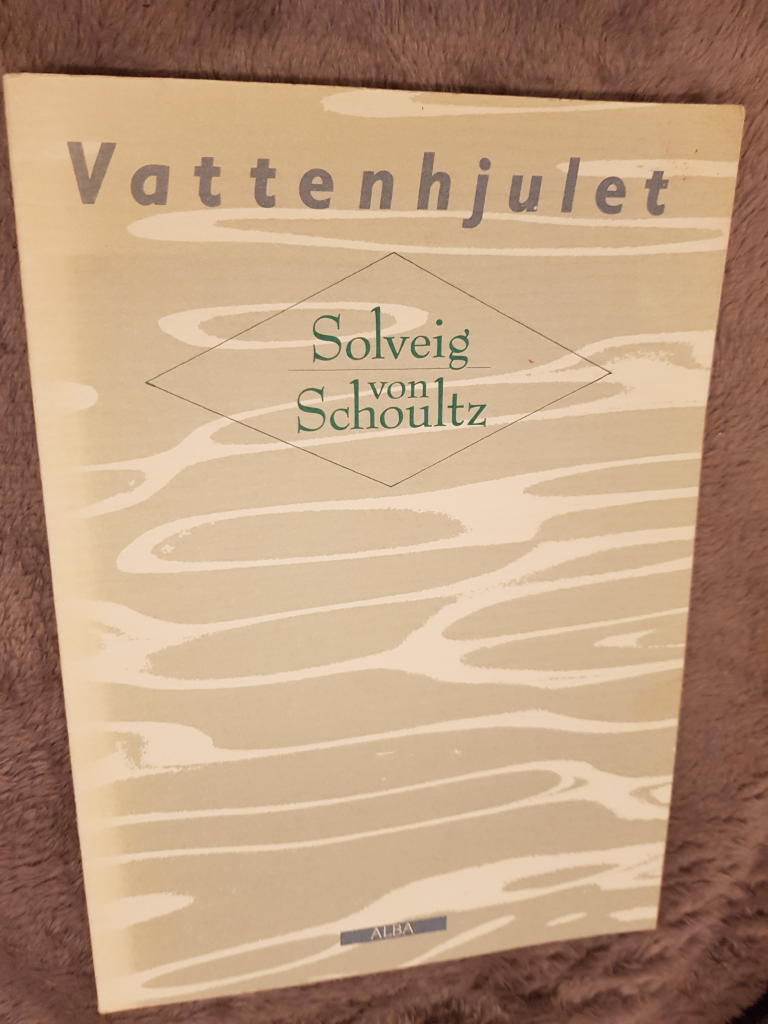 Vattenhjulet
Solveig
von
Schoultz
ALBA